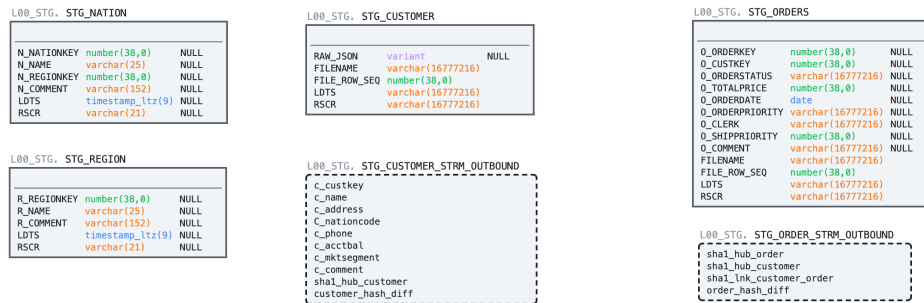 L00_STG. STG_NATION
N_NATIONKEY number(38,0) NULL
N_NAME varchar(25) NULL
N_REGIONKEY number(38,0) NULL
N_COMMENT varchar(152) NULL
LDTS timestamp_ltz(9) NULL
RSCR varchar(21) NULL
L00_STG. STG_REGION
R_REGIONKEY number(38,0) NULL
R_NAME varchar(25) NULL
R_COMMENT varchar(152) NULL
LDTS timestamp_ltz(9) NULL
RSCR varchar(21) NULL
L00_STG. STG_CUSTOMER
RAW_JSON variant NULL
FILENAME varchar(16777216)
FILE_ROW_SEQ number(38,0)
LDTS varchar(16777216)
RSCR varchar(16777216)
L00_STG. STG_CUSTOMER_STRM_OUTBOUND
c_custkey
c_name
c_address
C_nationcode
c_phone
c_acctbal
c_mktsegment
c_comment
sha1_hub_customer
customer_hash_diff
L00_STG. STG_ORDERS
O_ORDERKEY number(38,0) NULL
O_CUSTKEY number(38,0) NULL
O_ORDERSTATUS varchar(16777216) NULL
O_TOTALPRICE number(38,0) NULL
O_ORDERDATE date NULL
O_ORDERPRIORITY varchar(16777216) NULL
O_CLERK varchar(16777216) NULL
O_SHIPPRIORITY number(38,0) NULL
O_COMMENT varchar(16777216) NULL
FILENAME varchar(16777216)
FILE_ROW_SEQ number(38,0)
LDTS varchar(16777216)
RSCR varchar(16777216)
L00_STG. STG_ORDER_STRM_OUTBOUND
sha1_hub_order
sha1_hub_customer
sha1_lnk_customer_order
order_hash_diff